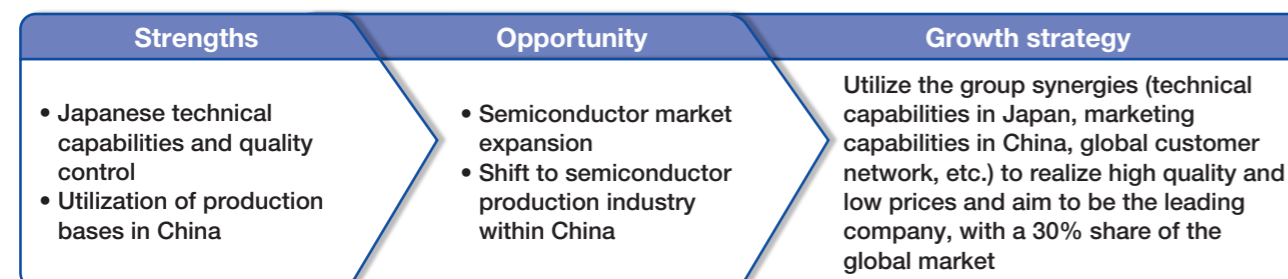 Strengths
• Japanese technical
capabilities and quality
control
• Utilization of production
bases in China
Opportunity
• Semiconductor market
expansion
• Shift to semiconductor
production industry
within China
Growth strategy
Utilize the group synergies (technical
capabilities in Japan, marketing
capabilities in China, global customer
network, etc.) to realize high quality and
low prices and aim to be the leading
company, with a 30% share of the
global market